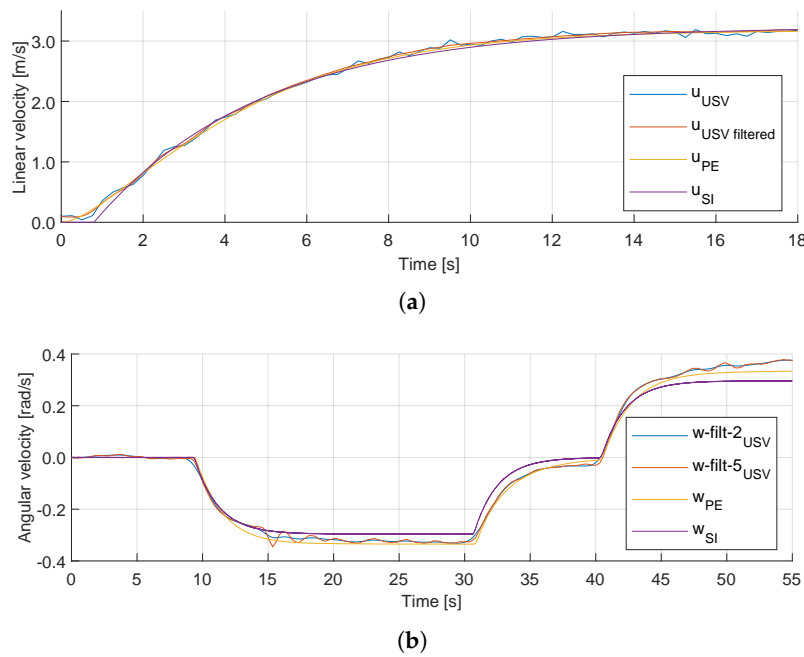 3.0
2.0
1.0
0.0
Linear velocity [m/s]
u_USV
u_USV filtered
u_PE
u_SI
0 2 4 6 8 10 12 14 16 18
Time [s]
(a)
0.4
0.2
0.0
-0.2
-0.4
Angular velocity [rad/s]
w-filt-2_USV
w-filt-5_USV
w_PE
w_SI
0 5 10 15 20 25 30 35 40 45 50 55
Time [s]
(b)